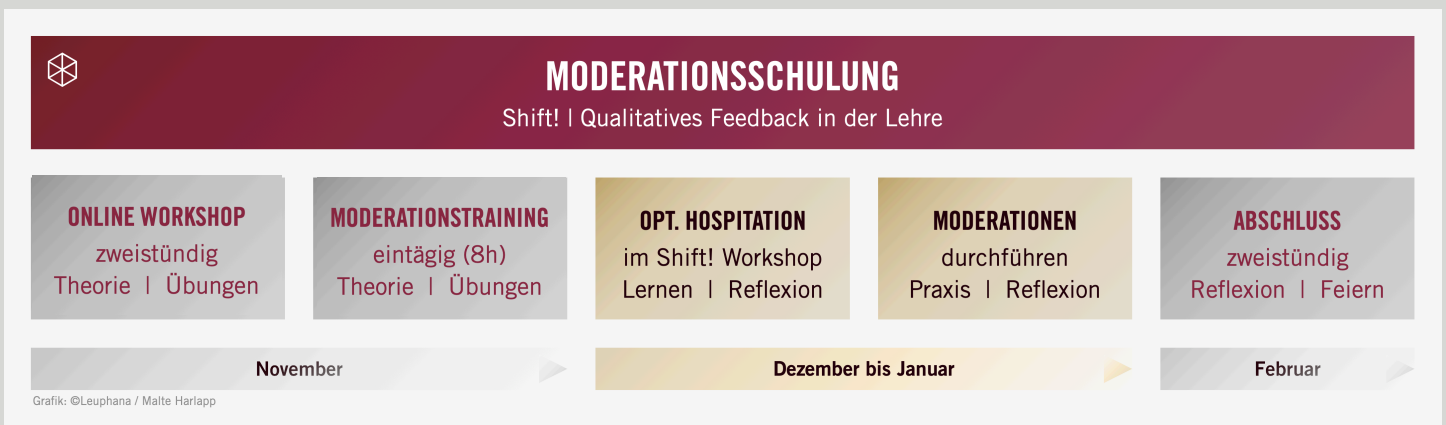 MODERATIONSSCHULUNG
Shift! | Qualitatives Feedback in der Lehre
ONLINE WORKSHOP
zweistündig
Theorie | Übungen
MODERATIONSTRAINING
eintägig (8h)
Theorie | Übungen
OPT. HOSPITATION
im Shift! Workshop
Lernen | Reflexion
MODERATIONEN
durchführen
Praxis | Reflexion
ABSCHLUSS
zweistündig
Reflexion | Feiern
November
Dezember bis Januar
Februar
Grafik: ©Leuphana / Malte Harlapp